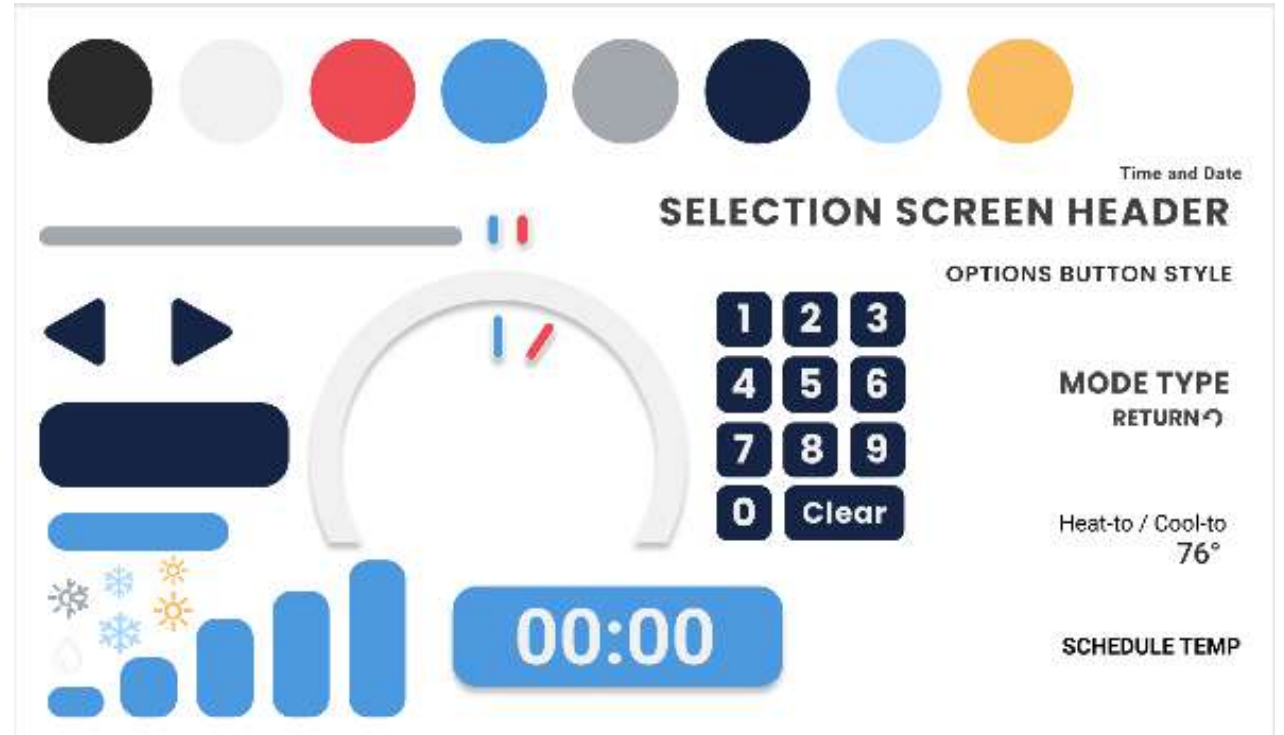 Time and Date
SELECTION SCREEN HEADER
OPTIONS BUTTON STYLE
1 2 3
4 5 6
7 8 9
0 Clear
MODE TYPE
RETURN
Heat-to / Cool-to
76°
00:00
SCHEDULE TEMP